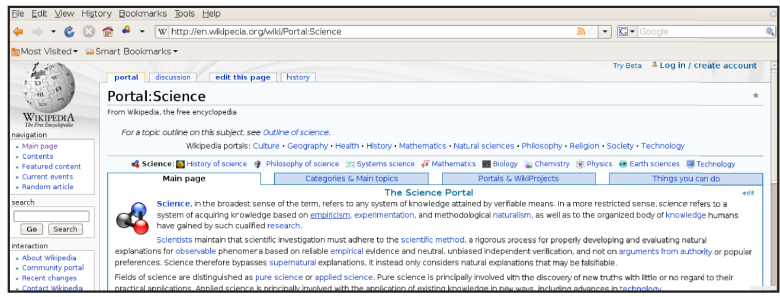 File Edit View History Bookmarks Tools Help
W http://en.wikipecia.org/wiki/Portal:Science
G Google
Most Visited Smart Bookmarks
Try Beta Log in / create account
portal discussion edit this page history
Portal:Science
From Wikipedia, the free encyclopedia
For a topic outline on this subject, see Outline of science.
Wikipedia portals: Culture • Geography • Health • History • Mathematics • Natural sciences • Philosophy • Religion • Society • Technology
Science: History of science Philosophy of science Systems science Mathematics Biology Chemistry Physics Earth sciences Technology
Main page Categories & Main topics Portals & WikiProjects Things you can do
The Science Portal edit
Science, in the broadest sense of the term, refers to any system of knowledge attained by verifiable means. In a more restricted sense, science refers to a
system of acquiring knowledge based on empiricism, experimentation, and methodological naturalism, as well as to the organized body of knowledge humans
have gained by such qualified research.
Scientists maintain that scientific investigation must adhere to the scientific method, a rigorous process for properly developing and evaluating natural
explanations for observable phenomena based on reliable empirical evidence and neutral, unbiased independent verification, and not on arguments from authority or popular
preferences. Science therefore bypasses supernatural explanations, it instead only considers natural explanations that may be falsifiable.
Fields of science are distinguished as pure science or applied science. Pure science is principally involved with the discovery of new truths with little or no regard to their
practical applications. Applied science is principally involved with the application of existing knowledge in new ways, including advances in technology.
WIKIPEDIA
The Free Encyclopedia
navigation
Main page
Contents
Featured content
Current events
Random article
search
Go Search
interaction
About Wikipedia
Community portal
Recent changes
Contact Wikipedia